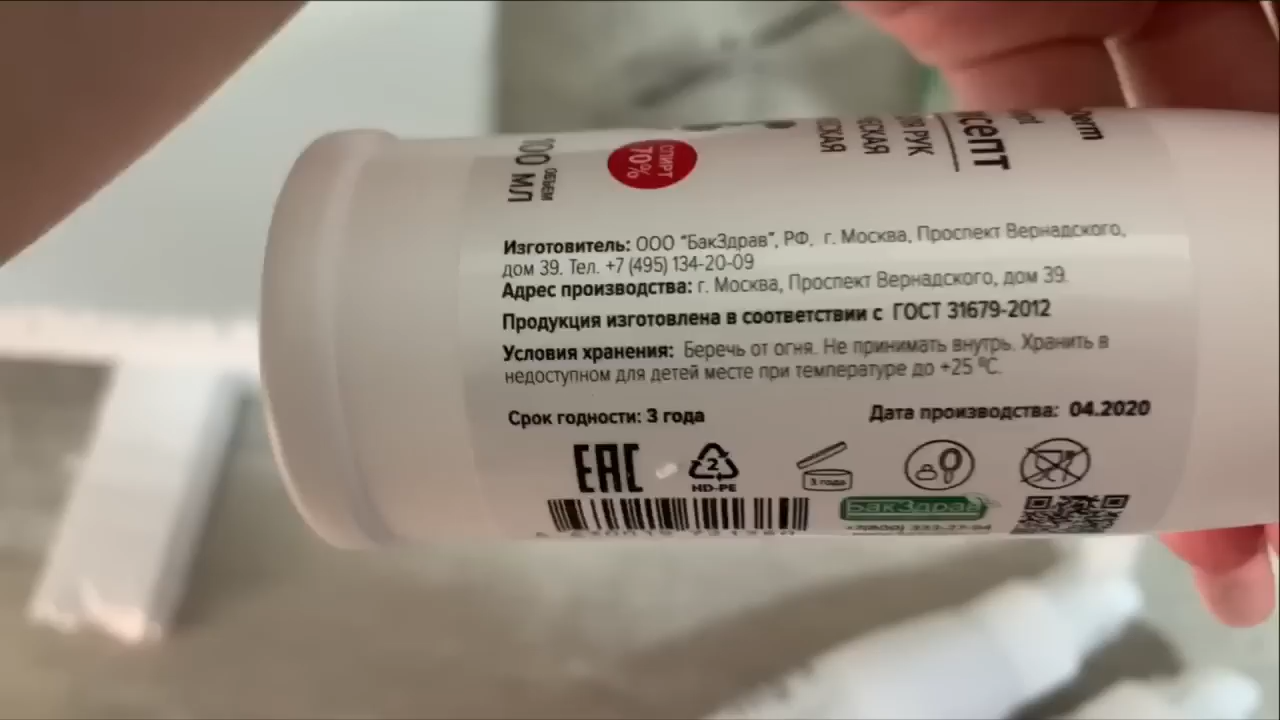 Изготовитель: ООО "БакЗдрав", РФ, г. Москва, Проспект Вернадского,
дом 39. Тел. +7 (495) 134-20-09
Адрес производства: г. Москва, Проспект Вернадского, дом 39.
Продукция изготовлена в соответствии с ГОСТ 31679-2012
Условия хранения: Беречь от огня. Не принимать внутрь. Хранить в
недоступном для детей месте при температуре до +25 °С.
Срок годности: 3 года
Дата производства: 04.2020
EAC
2
HD-PE
3 года
БакЗдрав
ОБЪЕМ
100 МЛ
СПИРТ
70%
РУК